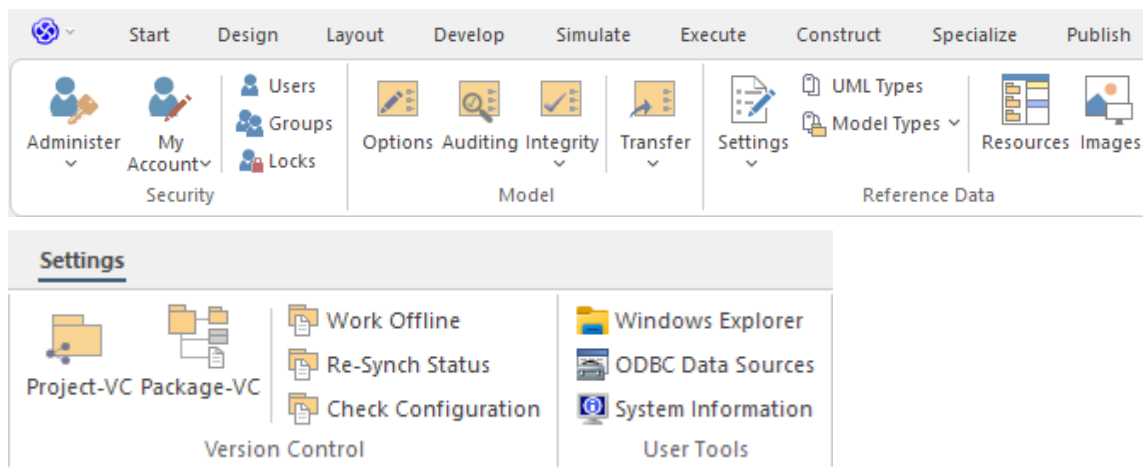 Start Design Layout Develop Simulate Execute Construct Specialize Publish
Users UML Types
Groups Model Types
Administer My Account Locks Options Auditing Integrity Transfer Settings Resources Images
Security Model Reference Data
Settings
Work Offline Windows Explorer
Re-Synch Status ODBC Data Sources
Project-VC Package-VC Check Configuration System Information
Version Control User Tools